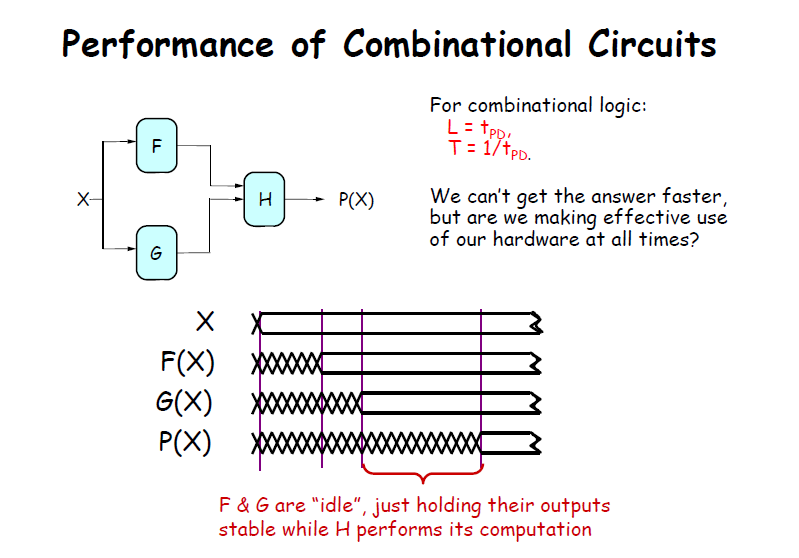 Performance of Combinational Circuits
For combinational logic:
L = tPD,
T = 1/tPD.
We can't get the answer faster,
but are we making effective use
of our hardware at all times?
F
X
H
P(X)
G
X
F(X)
G(X)
P(X)
F & G are "idle", just holding their outputs
stable while H performs its computation